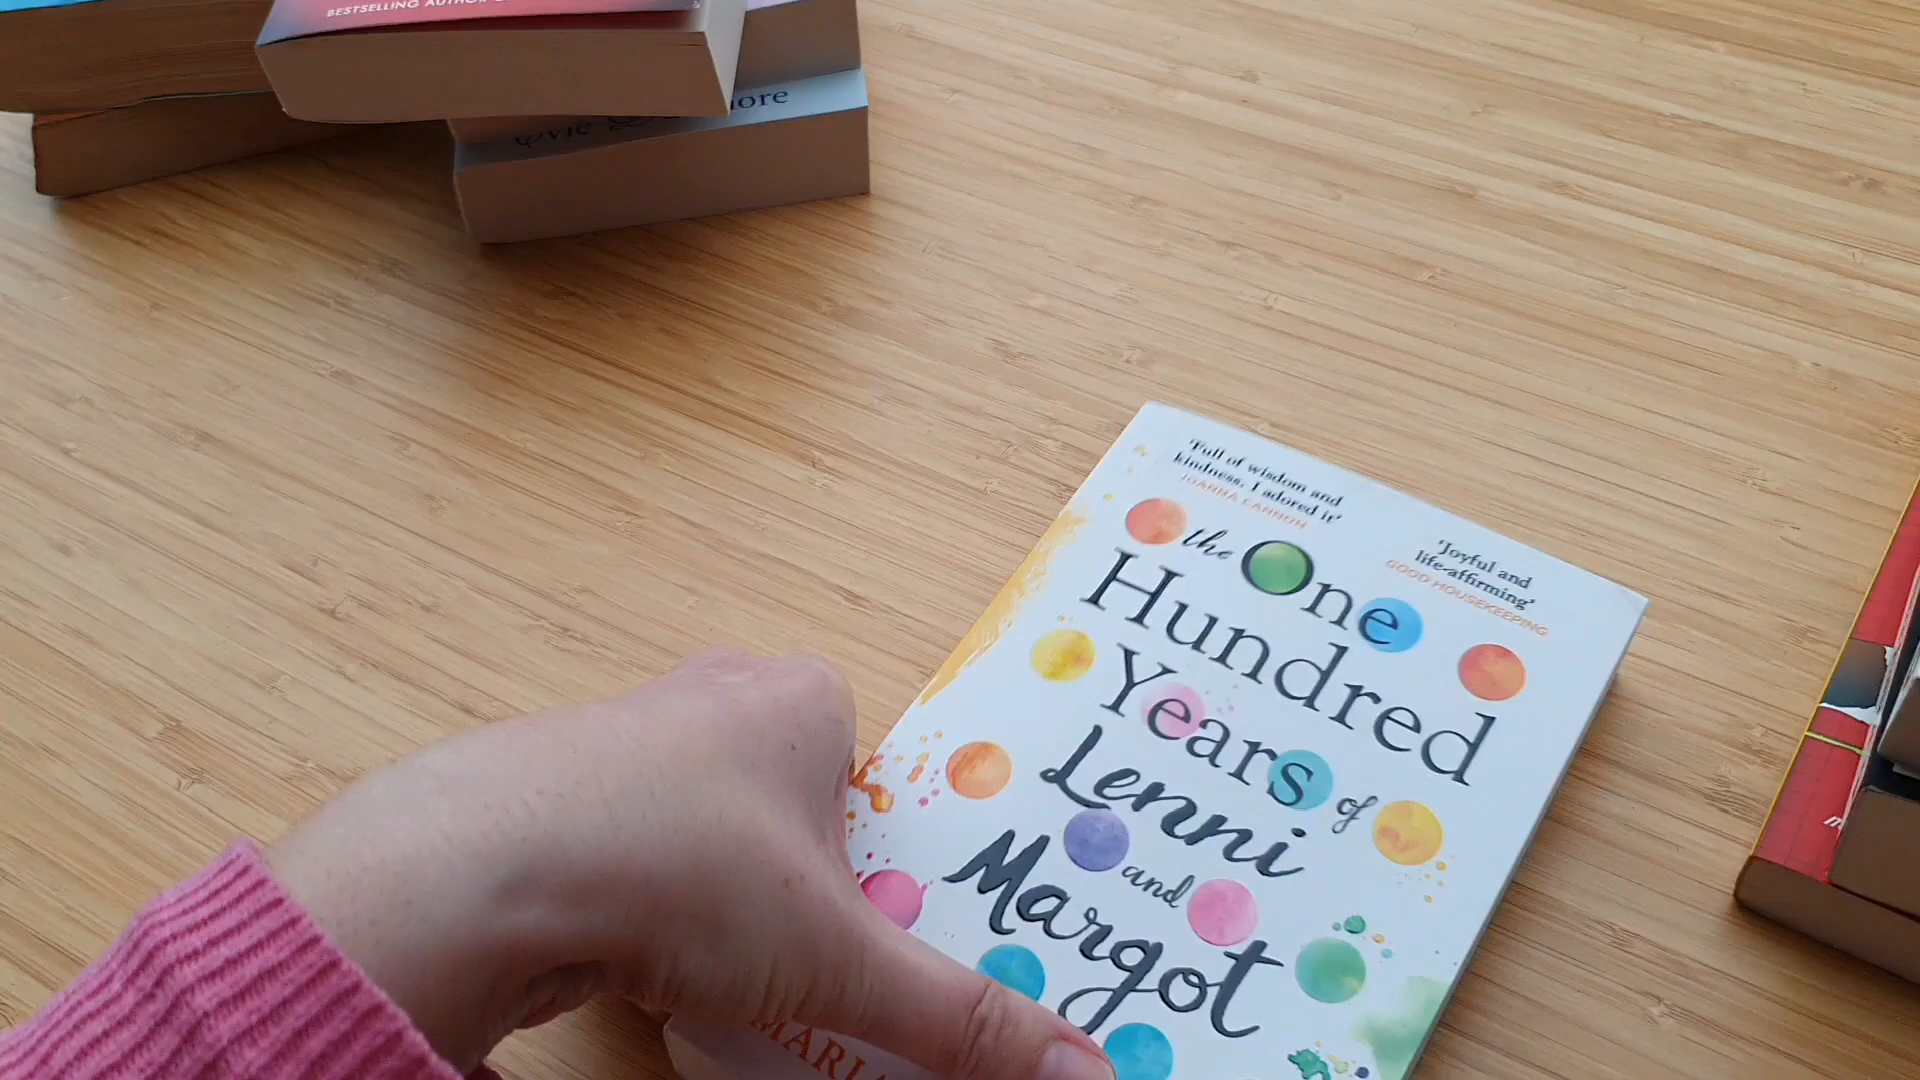 BESTSELLING AUTHOR
'Full of wisdom and
kindness. I adored it'
JOANNA CANNON
'Joyful and
life-affirming'
GOOD HOUSEKEEPING
the One
Hundred
Years of
Lenni
and
Margot